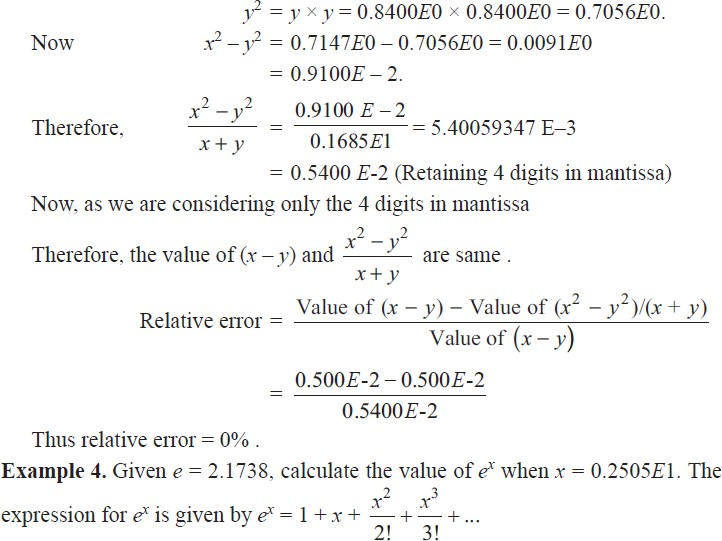 y² = y × y = 0.8400E0 × 0.8400E0 = 0.7056E0.
Now x² – y² = 0.7147E0 – 0.7056E0 = 0.0091E0
= 0.9100E – 2.
Therefore, (x² – y²)/(x + y) = (0.9100 E – 2)/(0.1685E1) = 5.40059347 E–3
= 0.5400 E-2 (Retaining 4 digits in mantissa)
Now, as we are considering only the 4 digits in mantissa
Therefore, the value of (x – y) and (x² – y²)/(x + y) are same .
Relative error = (Value of (x – y) – Value of (x² – y²)/(x + y))/(Value of (x – y))
= (0.500E-2 – 0.500E-2)/(0.5400E-2)
Thus relative error = 0% .
Example 4. Given e = 2.1738, calculate the value of eˣ when x = 0.2505E1. The
expression for eˣ is given by eˣ = 1 + x + x²/2! + x³/3! + ...